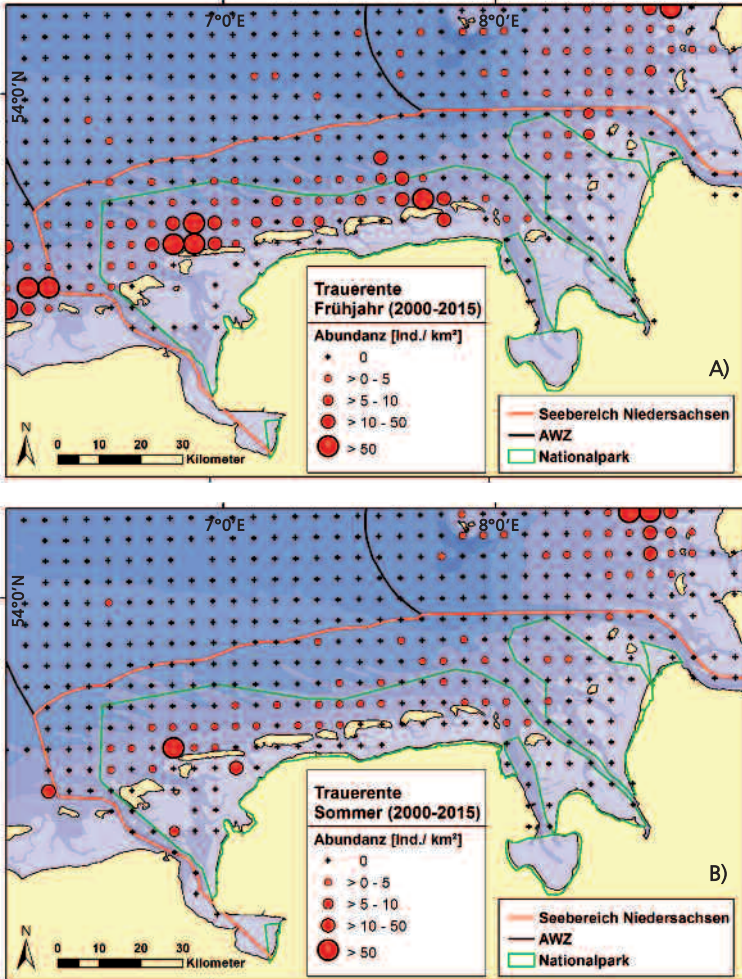 7°0'E
8°0'E
54°0'N
Trauerente
Frühjahr (2000-2015)
Abundanz [Ind./ km²]
0
> 0 - 5
> 5 - 10
> 10 - 50
> 50
A)
Seebereich Niedersachsen
AWZ
Nationalpark
N
0 10 20 30
Kilometer
7°0'E
8°0'E
54°0'N
Trauerente
Sommer (2000-2015)
Abundanz [Ind./ km²]
0
> 0 - 5
> 5 - 10
> 10 - 50
> 50
B)
Seebereich Niedersachsen
AWZ
Nationalpark
N
0 10 20 30
Kilometer